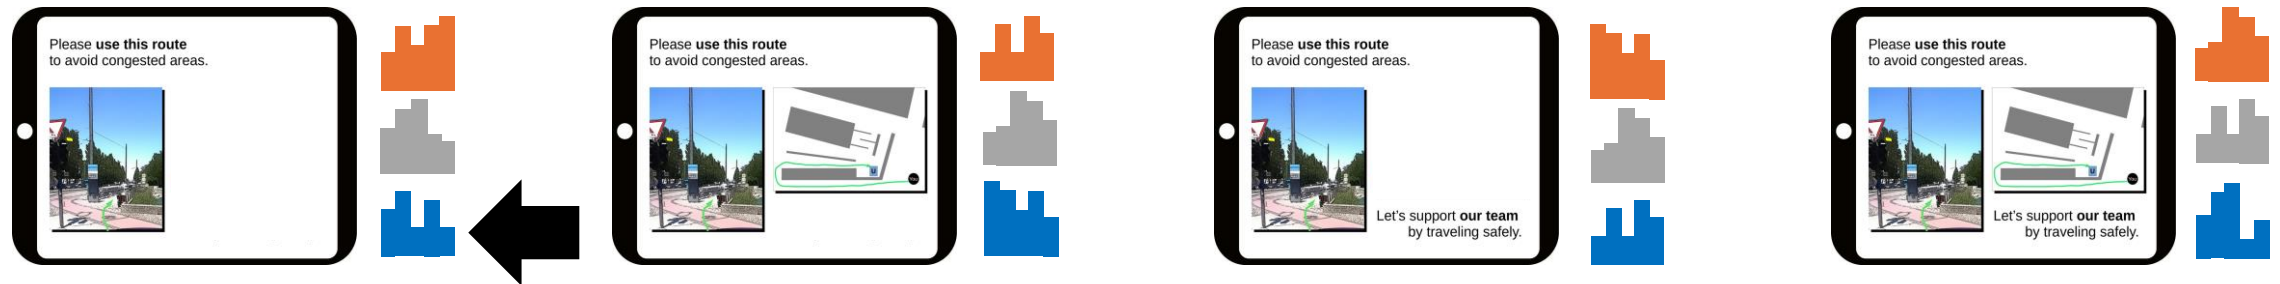 Please use this route
to avoid congested areas.
Please use this route
to avoid congested areas.
U
You
Please use this route
to avoid congested areas.
Let's support our team
by traveling safely.
Please use this route
to avoid congested areas.
U
You
Let's support our team
by traveling safely.